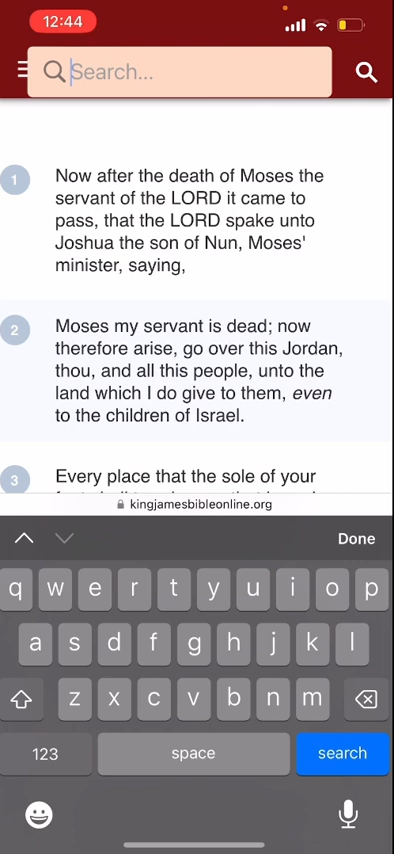 12:44
Search...
1
Now after the death of Moses the
servant of the LORD it came to
pass, that the LORD spake unto
Joshua the son of Nun, Moses'
minister, saying,
2
Moses my servant is dead; now
therefore arise, go over this Jordan,
thou, and all this people, unto the
land which I do give to them, even
to the children of Israel.
3
Every place that the sole of your
kingjamesbibleonline.org
Done
q w e r t y u i o p
a s d f g h j k l
z x c v b n m
123 space search